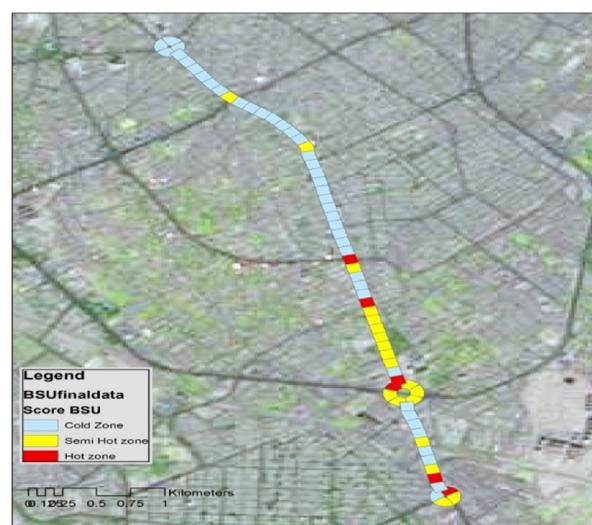 Legend
BSUfinaldata
Score BSU
Cold Zone
Semi Hot zone
Hot zone
Kilometers
0.5 0.75 1